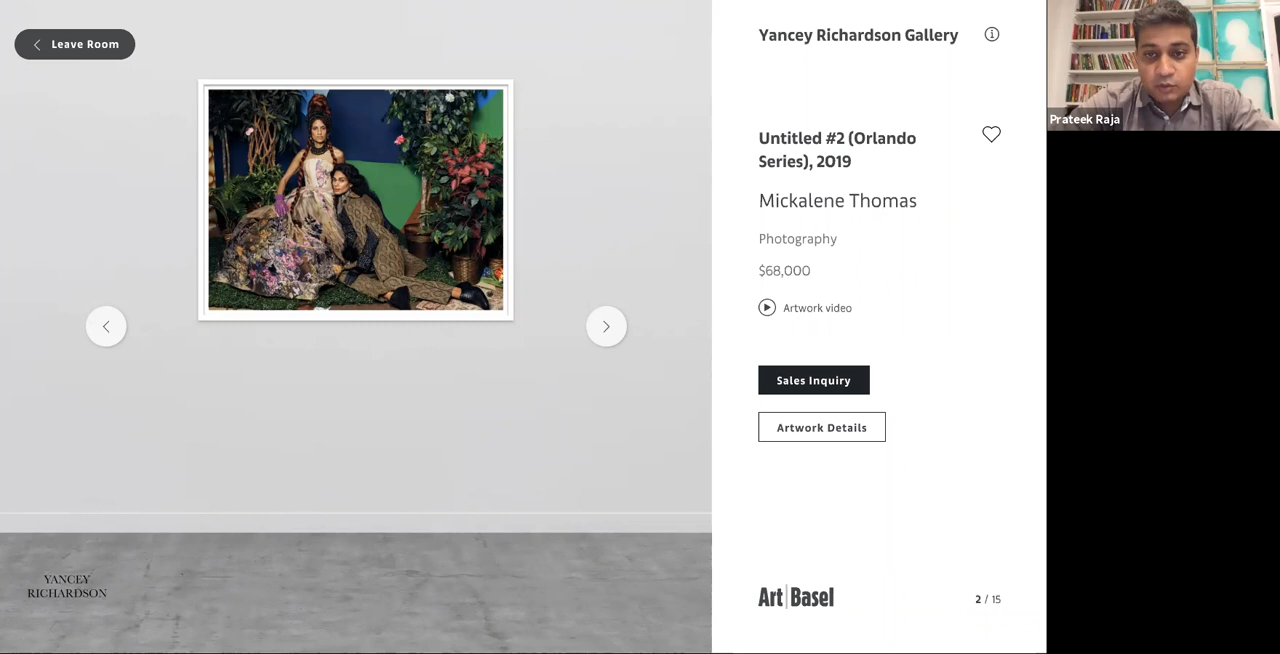 Leave Room
YANCEY
RICHARDSON
Yancey Richardson Gallery
Untitled #2 (Orlando
Series), 2019
Mickalene Thomas
Photography
$68,000
Artwork video
Sales Inquiry
Artwork Details
Art Basel
2 / 15
Prateek Raja